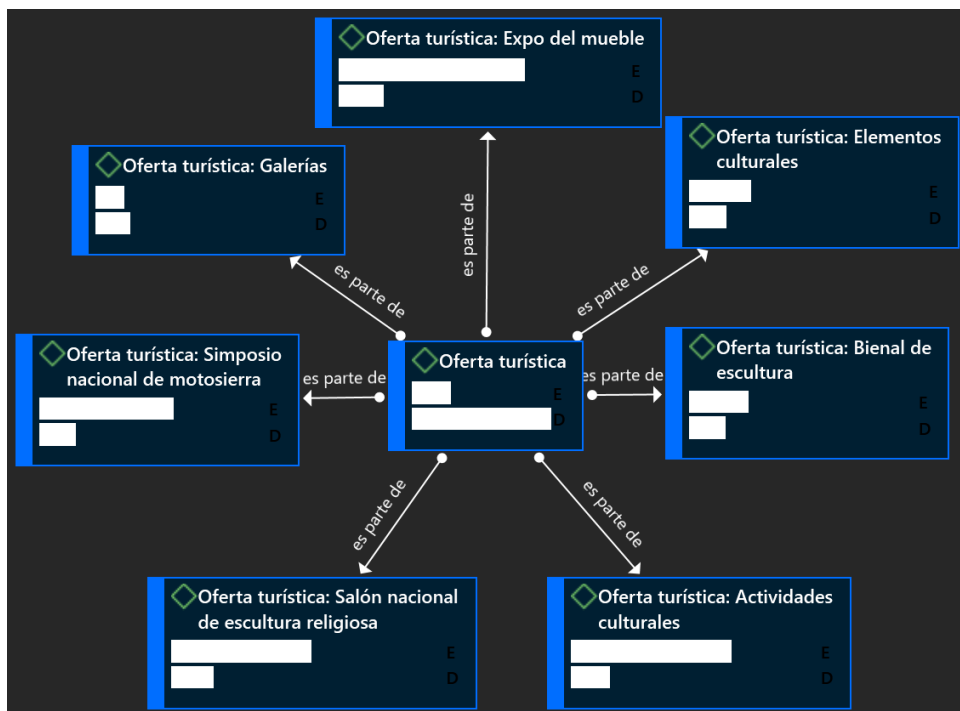 Oferta turística: Expo del mueble
E
D
Oferta turística: Elementos
culturales
E
D
Oferta turística: Galerías
E
D
es parte de
es parte de
es parte de
Oferta turística: Simposio
nacional de motosierra
E
D
es parte de
Oferta turística
E
D
es parte de
Oferta turística: Bienal de
escultura
E
D
es parte de
es parte de
Oferta turística: Salón nacional
de escultura religiosa
E
D
Oferta turística: Actividades
culturales
E
D